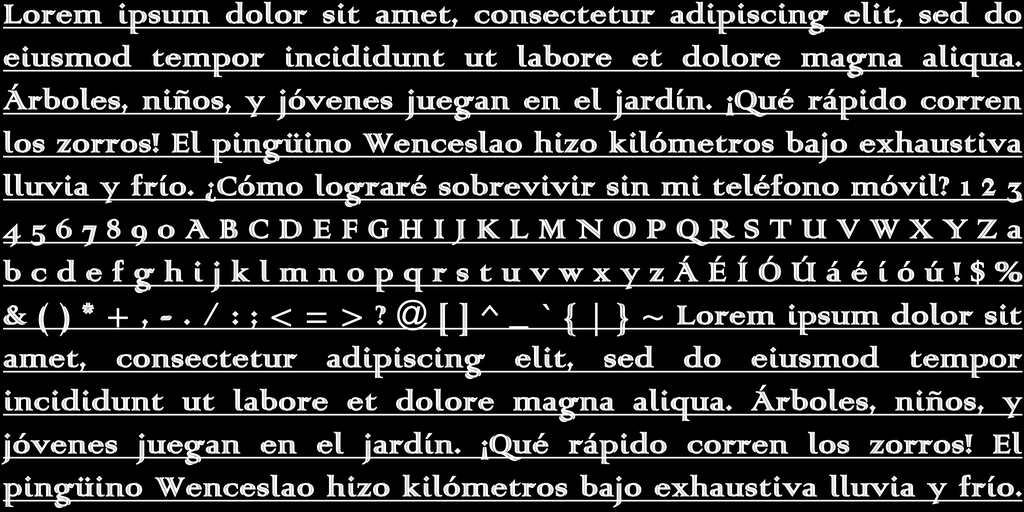 Lorem ipsum dolor sit amet, consectetur adipiscing elit, sed do
eiusmod tempor incididunt ut labore et dolore magna aliqua.
Árboles, niños, y jóvenes juegan en el jardín. ¡Qué rápido corren
los zorros! El pingüino Wenceslao hizo kilómetros bajo exhaustiva
lluvia y frío. ¿Cómo lograré sobrevivir sin mi teléfono móvil? 1 2 3
4 5 6 7 8 9 0 A B C D E F G H I J K L M N O P Q R S T U V W X Y Z a
b c d e f g h i j k l m n o p q r s t u v w x y z Á É Í Ó Ú á é í ó ú ! $ %
& ( ) * + , - . / : ; < = > ? @ [ ] ^ _ ` { | } ~ Lorem ipsum dolor sit
amet, consectetur adipiscing elit, sed do eiusmod tempor
incididunt ut labore et dolore magna aliqua. Árboles, niños, y
jóvenes juegan en el jardín. ¡Qué rápido corren los zorros! El
pingüino Wenceslao hizo kilómetros bajo exhaustiva lluvia y frío.